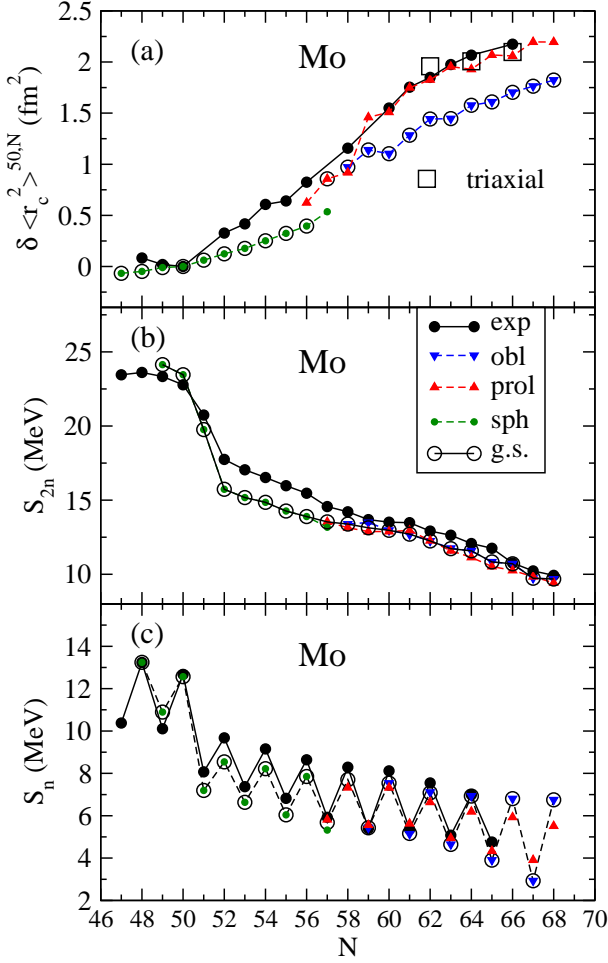 (a)
Mo
2.5
2
1.5
1
0.5
0
δ <r_c^2>^{50,N} (fm^2)
triaxial
(b)
Mo
25
20
15
10
S_{2n} (MeV)
exp
obl
prol
sph
g.s.
(c)
Mo
14
12
10
8
6
4
2
S_n (MeV)
46 48 50 52 54 56 58 60 62 64 66 68 70
N